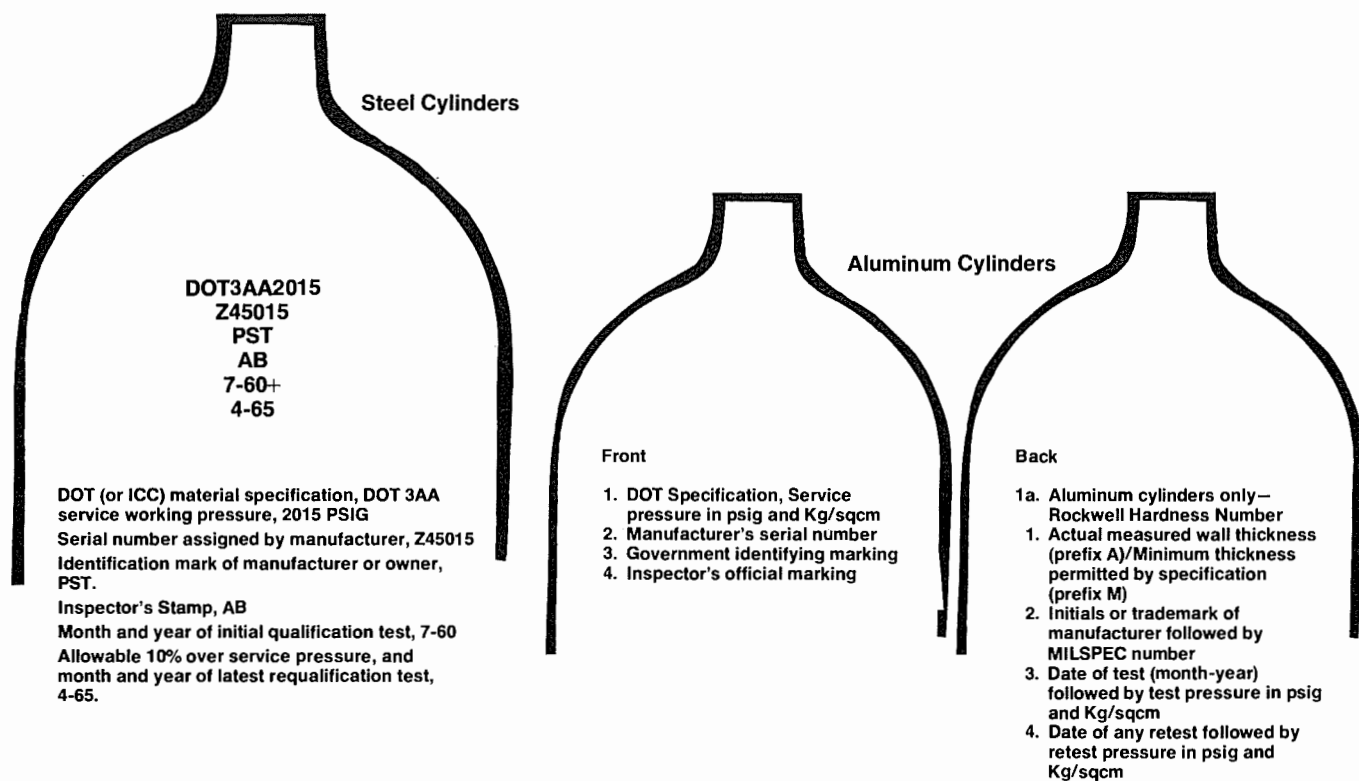 Steel Cylinders
DOT3AA2015
Z45015
PST
AB
7-60+
4-65
DOT (or ICC) material specification, DOT 3AA
service working pressure, 2015 PSIG
Serial number assigned by manufacturer, Z45015
Identification mark of manufacturer or owner,
PST.
Inspector's Stamp, AB
Month and year of initial qualification test, 7-60
Allowable 10% over service pressure, and
month and year of latest requalification test,
4-65.
Aluminum Cylinders
Front
1. DOT Specification, Service
pressure in psig and Kg/sqcm
2. Manufacturer's serial number
3. Government identifying marking
4. Inspector's official marking
Back
1a. Aluminum cylinders only—
Rockwell Hardness Number
1. Actual measured wall thickness
(prefix A)/Minimum thickness
permitted by specification
(prefix M)
2. Initials or trademark of
manufacturer followed by
MILSPEC number
3. Date of test (month-year)
followed by test pressure in psig
and Kg/sqcm
4. Date of any retest followed by
retest pressure in psig and
Kg/sqcm